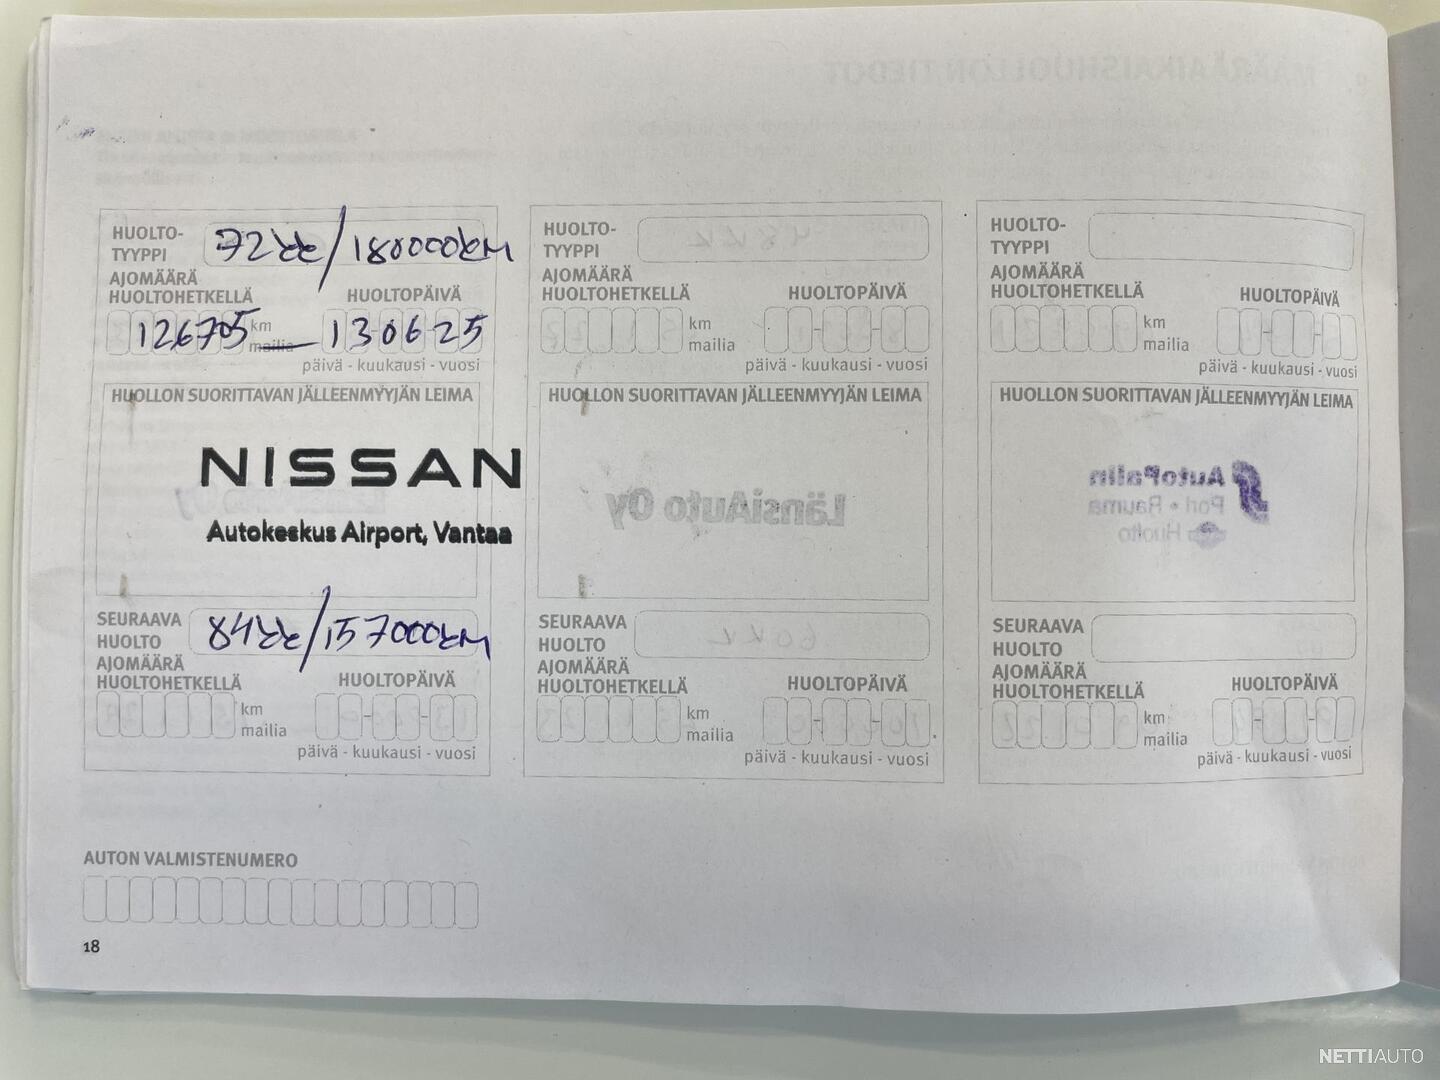 HUOLTO-
TYYPPI
72kk/180000km
AJOMÄÄRÄ
HUOLTOHETKELLÄ
HUOLTOPÄIVÄ
126705 km
mailia
130625
päivä - kuukausi - vuosi
HUOLLON SUORITTAVAN JÄLLEENMYYJÄN LEIMA
NISSAN
Autokeskus Airport, Vantaa
SEURAAVA
HUOLTO
84kk/157000km
AJOMÄÄRÄ
HUOLTOHETKELLÄ
HUOLTOPÄIVÄ
km
mailia
päivä - kuukausi - vuosi
HUOLTO-
TYYPPI
AJOMÄÄRÄ
HUOLTOHETKELLÄ
HUOLTOPÄIVÄ
km
mailia
päivä - kuukausi - vuosi
HUOLLON SUORITTAVAN JÄLLEENMYYJÄN LEIMA
LänsiAuto Oy
SEURAAVA
HUOLTO
AJOMÄÄRÄ
HUOLTOHETKELLÄ
HUOLTOPÄIVÄ
km
mailia
päivä - kuukausi - vuosi
HUOLTO-
TYYPPI
AJOMÄÄRÄ
HUOLTOHETKELLÄ
HUOLTOPÄIVÄ
km
mailia
päivä - kuukausi - vuosi
HUOLLON SUORITTAVAN JÄLLEENMYYJÄN LEIMA
AutoPalin
Pori • Rauma
Huolto
SEURAAVA
HUOLTO
AJOMÄÄRÄ
HUOLTOHETKELLÄ
HUOLTOPÄIVÄ
km
mailia
päivä - kuukausi - vuosi
AUTON VALMISTENUMERO
18
NETTIAUTO